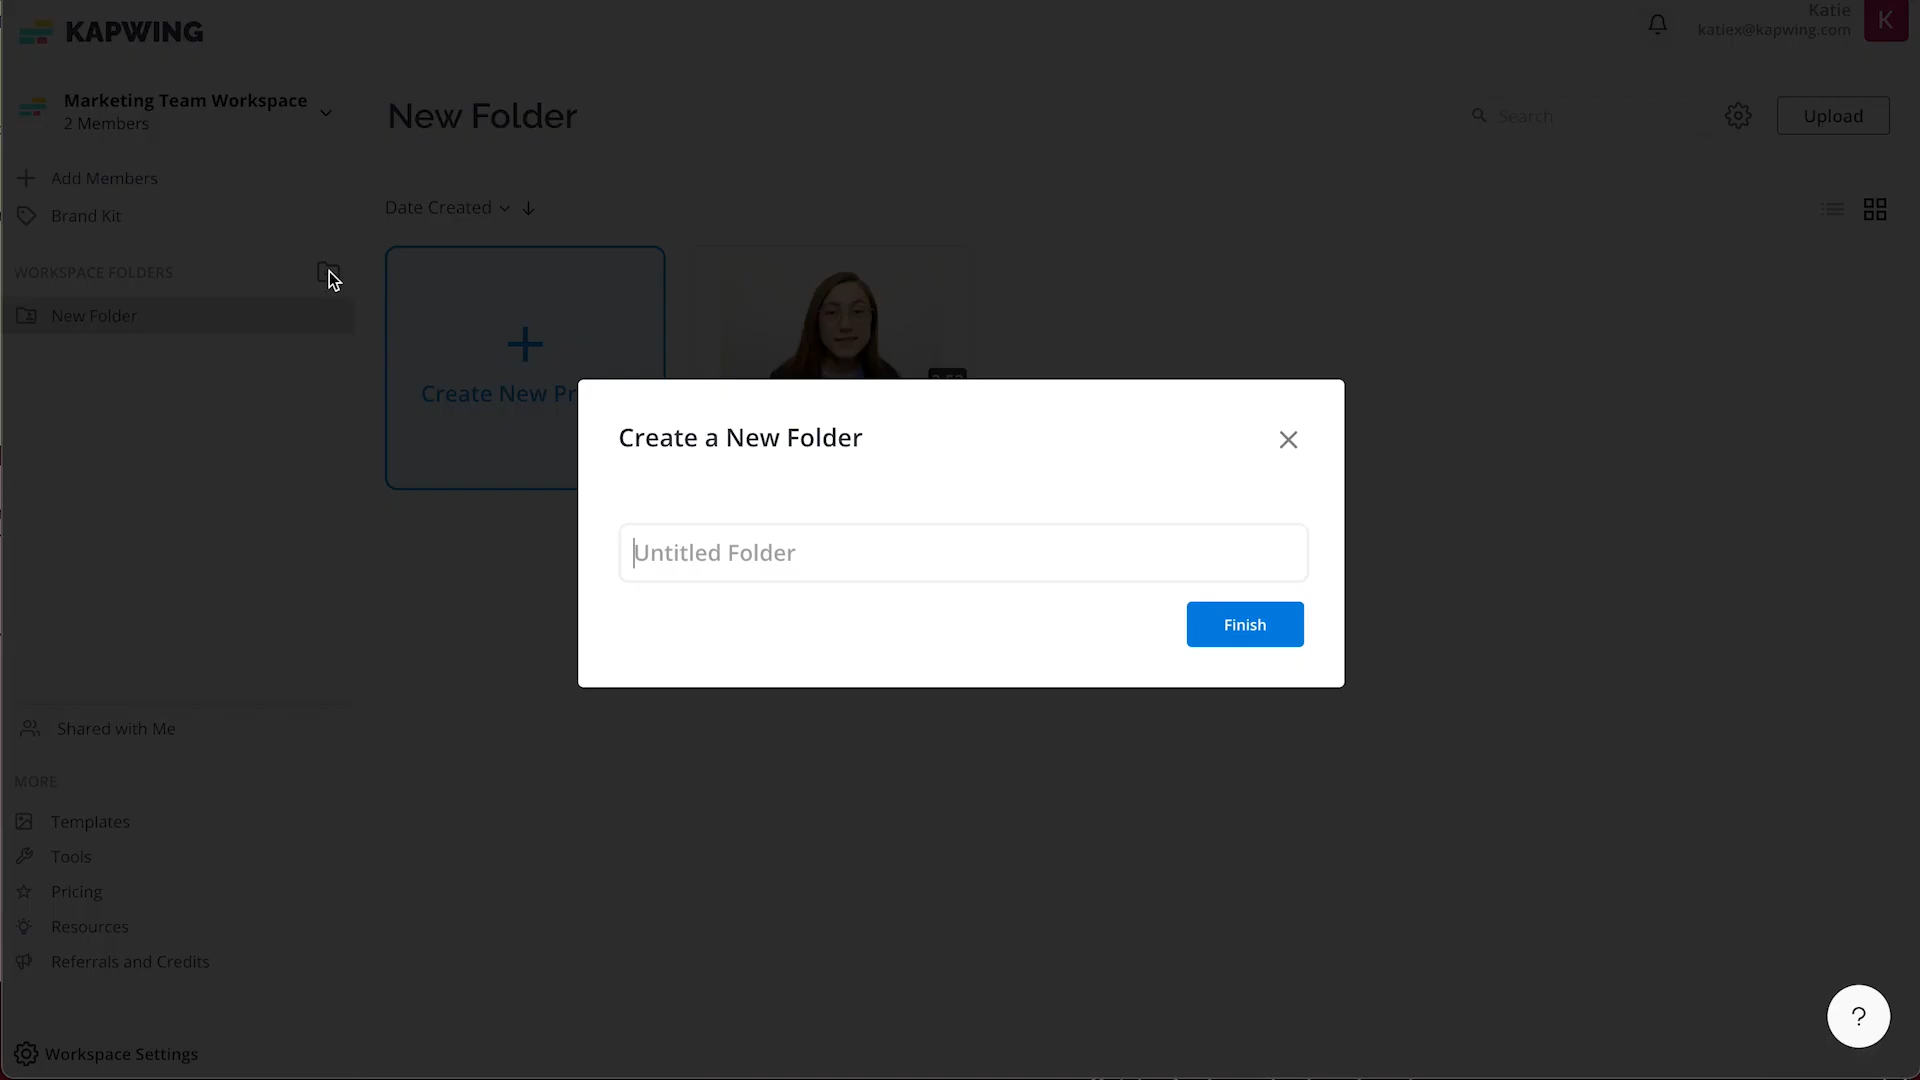 KAPWING
Katie
katiex@kapwing.com
K
Marketing Team Workspace
2 Members
New Folder
Search
Upload
Add Members
Brand Kit
Date Created
WORKSPACE FOLDERS
New Folder
Create New Pr
Create a New Folder
Untitled Folder
Finish
Shared with Me
MORE
Templates
Tools
Pricing
Resources
Referrals and Credits
?
Workspace Settings